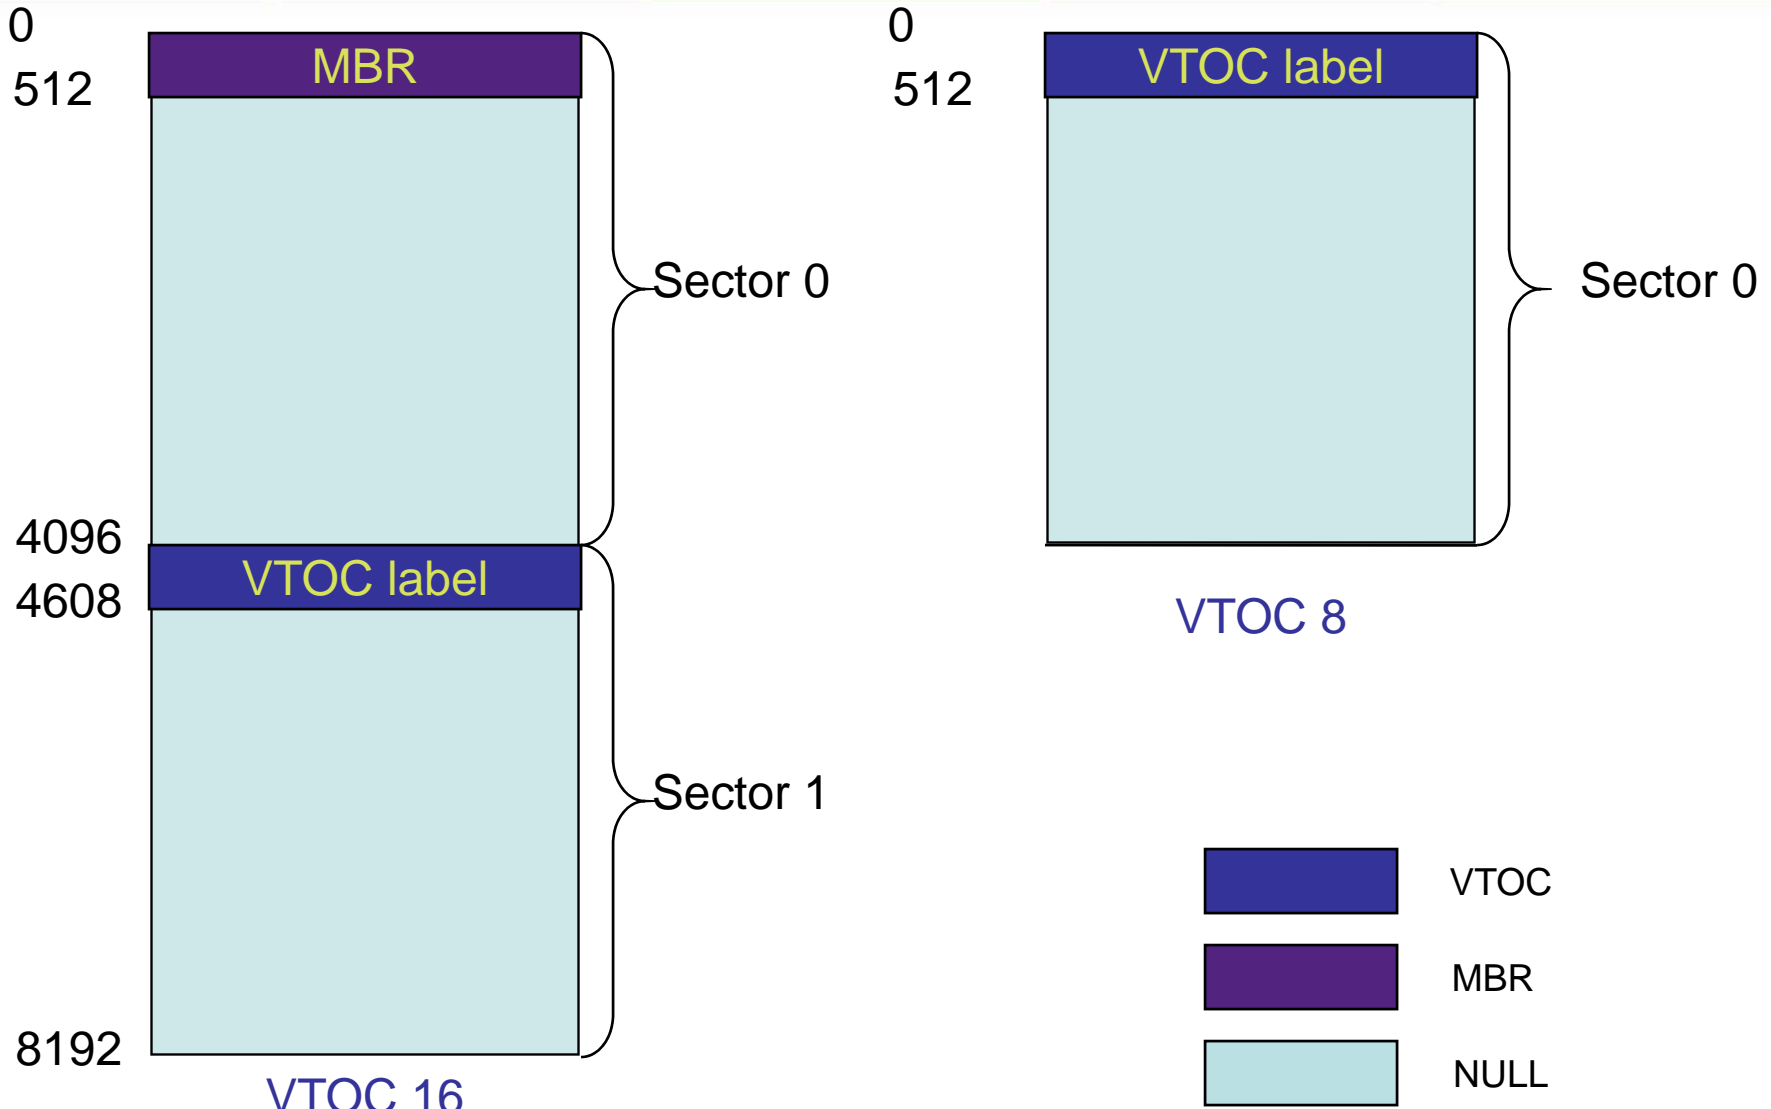 0
MBR
512
Sector 0
4096
VTOC label
4608
Sector 1
8192
VTOC 16
0
VTOC label
512
Sector 0
VTOC 8
VTOC
MBR
NULL